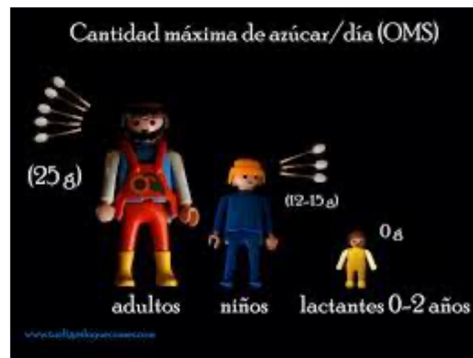 Cantidad máxima de azúcar/día (OMS)
(25 g)
(12-15 g)
0 g
adultos niños lactantes 0-2 años